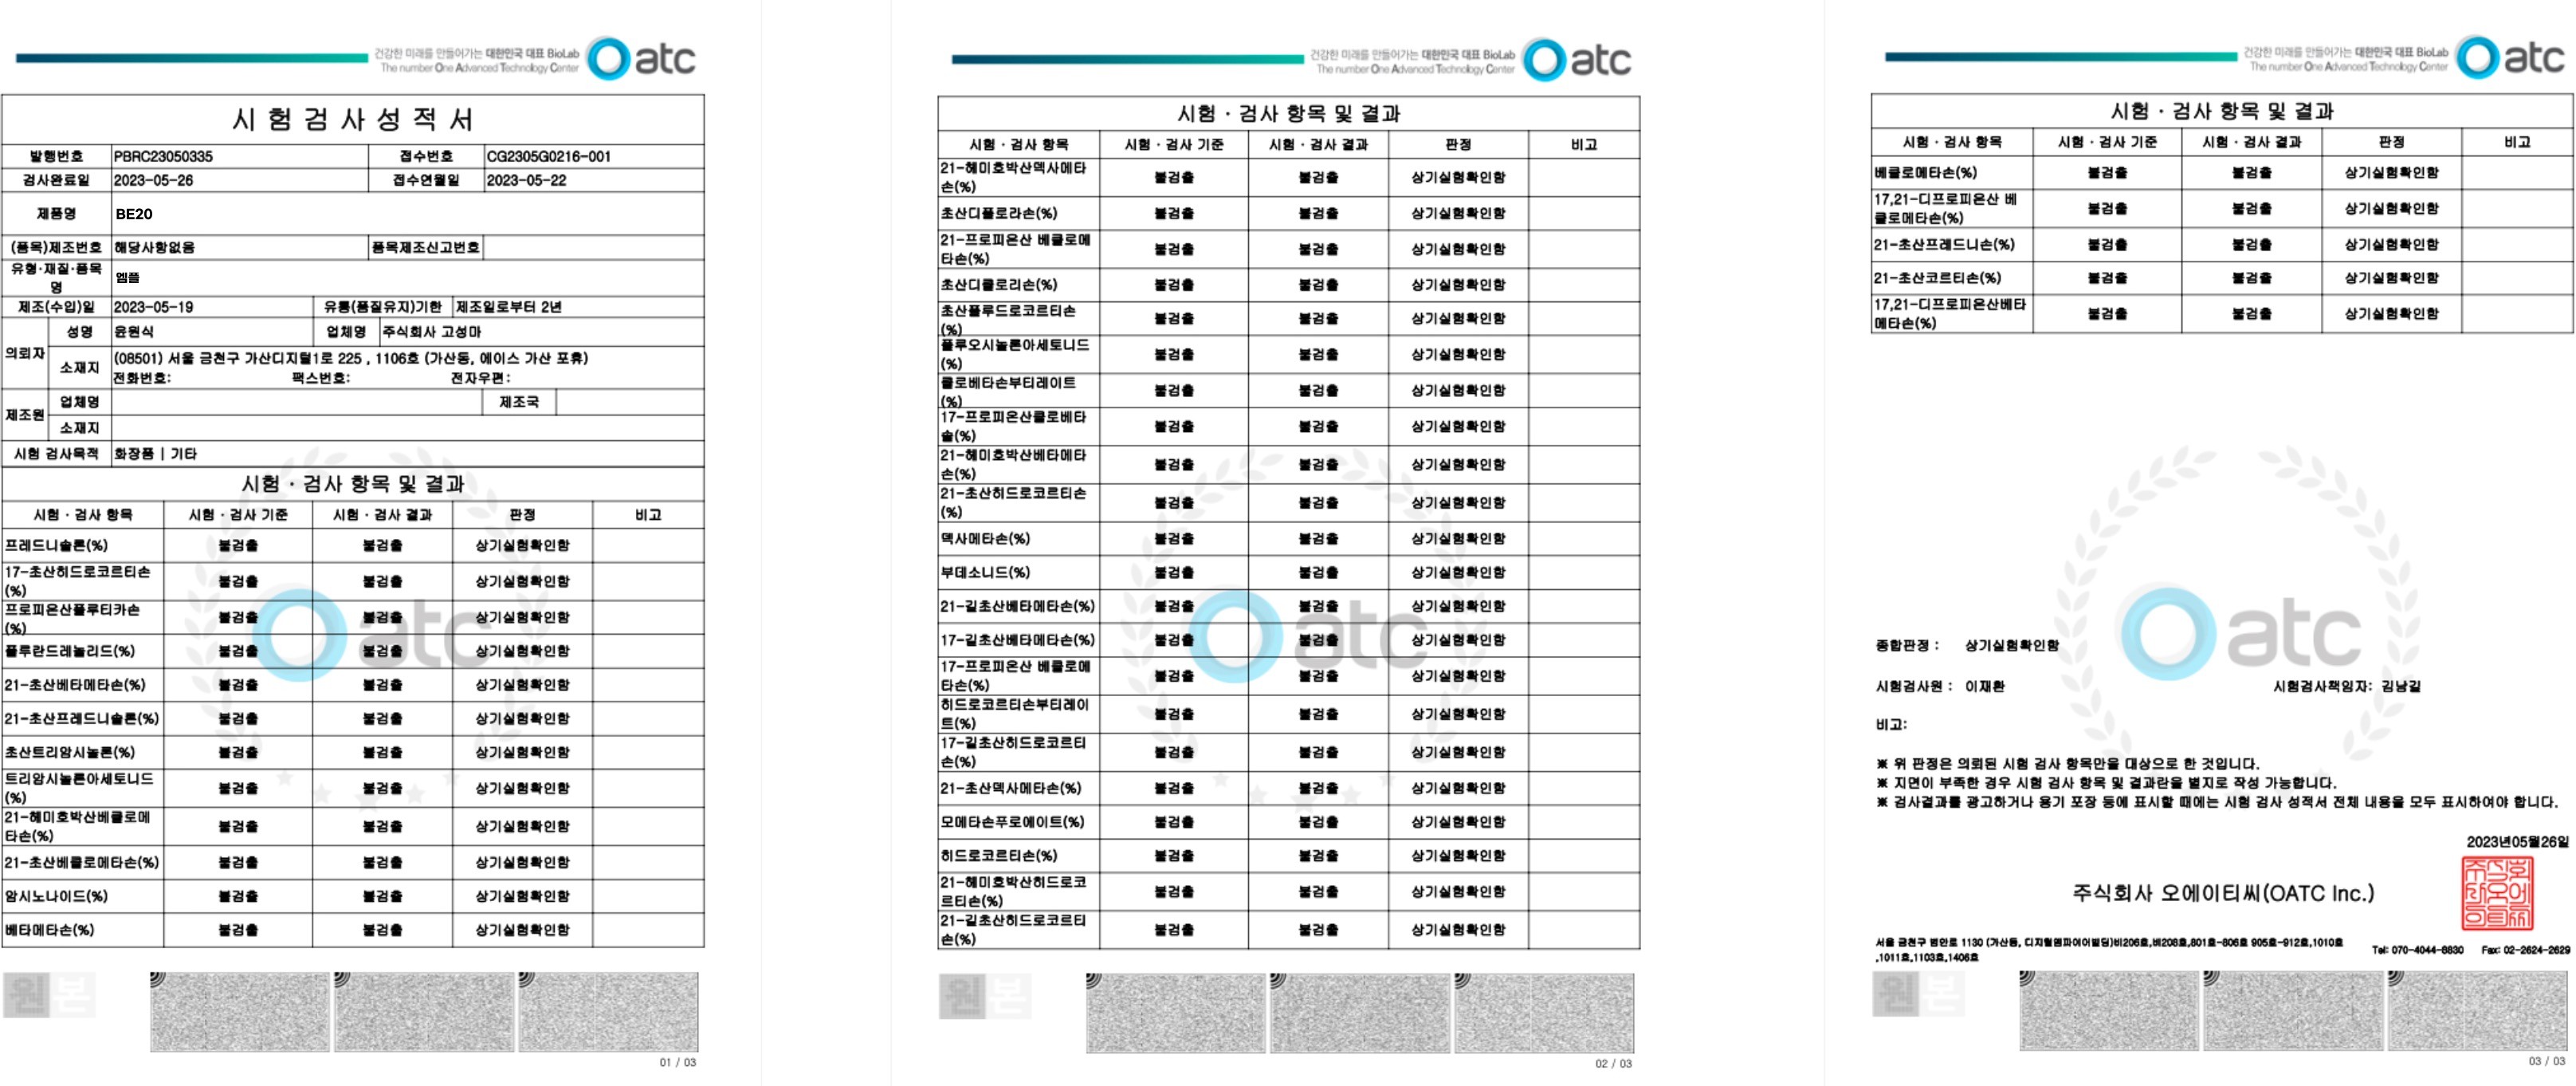 건강한 미래를 만들어가는 대한민국 대표 BioLab
The number One Advanced Technology Center
atc
시험검사성적서
발행번호 PBRC23050335 접수번호 CG2305G0216-001
검사완료일 2023-05-26 접수연월일 2023-05-22
제품명 BE20
(품목)제조번호 해당사항없음 품목제조신고번호
유형·재질·품목명 엠플
제조(수입)일 2023-05-19 유통(품질유지)기한 제조일로부터 2년
의뢰자 성명 윤원식 업체명 주식회사 고성마
소재지 (08501) 서울 금천구 가산디지털1로 225 , 1106호 (가산동, 에이스 가산 포휴)
전화번호: 팩스번호: 전자우편:
제조원 업체명 제조국
소재지
시험 검사목적 화장품 | 기타
시험 · 검사 항목 및 결과
시험 · 검사 항목 시험 · 검사 기준 시험 · 검사 결과 판정 비고
프레드니솔론(%) 불검출 불검출 상기실험확인함
17-초산히드로코르티손(%) 불검출 불검출 상기실험확인함
프로피온산플루티카손(%) 불검출 불검출 상기실험확인함
플루란드레놀리드(%) 불검출 불검출 상기실험확인함
21-초산베타메타손(%) 불검출 불검출 상기실험확인함
21-초산프레드니솔론(%) 불검출 불검출 상기실험확인함
초산트리암시놀론(%) 불검출 불검출 상기실험확인함
트리암시놀론아세토니드(%) 불검출 불검출 상기실험확인함
21-헤미호박산베클로메타손(%) 불검출 불검출 상기실험확인함
21-초산베클로메타손(%) 불검출 불검출 상기실험확인함
암시노나이드(%) 불검출 불검출 상기실험확인함
베타메타손(%) 불검출 불검출 상기실험확인함
원본
01 / 03
건강한 미래를 만들어가는 대한민국 대표 BioLab
The number One Advanced Technology Center
atc
시험 · 검사 항목 및 결과
시험 · 검사 항목 시험 · 검사 기준 시험 · 검사 결과 판정 비고
21-헤미호박산덱사메타손(%) 불검출 불검출 상기실험확인함
초산디플로라손(%) 불검출 불검출 상기실험확인함
21-프로피온산 베클로메타손(%) 불검출 불검출 상기실험확인함
초산디클로리손(%) 불검출 불검출 상기실험확인함
초산플루드로코르티손(%) 불검출 불검출 상기실험확인함
플루오시놀론아세토니드(%) 불검출 불검출 상기실험확인함
클로베타손부티레이트(%) 불검출 불검출 상기실험확인함
17-프로피온산클로베타솔(%) 불검출 불검출 상기실험확인함
21-헤미호박산베타메타손(%) 불검출 불검출 상기실험확인함
21-초산히드로코르티손(%) 불검출 불검출 상기실험확인함
덱사메타손(%) 불검출 불검출 상기실험확인함
부데소니드(%) 불검출 불검출 상기실험확인함
21-길초산베타메타손(%) 불검출 불검출 상기실험확인함
17-길초산베타메타손(%) 불검출 불검출 상기실험확인함
17-프로피온산 베클로메타손(%) 불검출 불검출 상기실험확인함
히드로코르티손부티레이트(%) 불검출 불검출 상기실험확인함
17-길초산히드로코르티손(%) 불검출 불검출 상기실험확인함
21-초산덱사메타손(%) 불검출 불검출 상기실험확인함
모메타손푸로에이트(%) 불검출 불검출 상기실험확인함
히드로코르티손(%) 불검출 불검출 상기실험확인함
21-헤미호박산히드로코르티손(%) 불검출 불검출 상기실험확인함
21-길초산히드로코르티손(%) 불검출 불검출 상기실험확인함
원본
02 / 03
건강한 미래를 만들어가는 대한민국 대표 BioLab
The number One Advanced Technology Center
atc
시험 · 검사 항목 및 결과
시험 · 검사 항목 시험 · 검사 기준 시험 · 검사 결과 판정 비고
베클로메타손(%) 불검출 불검출 상기실험확인함
17,21-디프로피온산 베클로메타손(%) 불검출 불검출 상기실험확인함
21-초산프레드니손(%) 불검출 불검출 상기실험확인함
21-초산코르티손(%) 불검출 불검출 상기실험확인함
17,21-디프로피온산베타메타손(%) 불검출 불검출 상기실험확인함
종합판정 : 상기실험확인함
시험검사원 : 이재환 시험검사책임자: 김남길
비고:
※ 위 판정은 의뢰된 시험 검사 항목만을 대상으로 한 것입니다.
※ 지면이 부족한 경우 시험 검사 항목 및 결과란을 별지로 작성 가능합니다.
※ 검사결과를 광고하거나 용기 포장 등에 표시할 때에는 시험 검사 성적서 전체 내용을 모두 표시하여야 합니다.
2023년05월26일
주식회사 오에이티씨(OATC Inc.)
서울 금천구 범안로 1130 (가산동, 디지털엠파이어빌딩)비206호,비208호,801호-806호 905호-912호,1010호
,1011호,1103호,1406호
Tel: 070-4044-8830 Fax: 02-2624-2629
원본
03 / 03